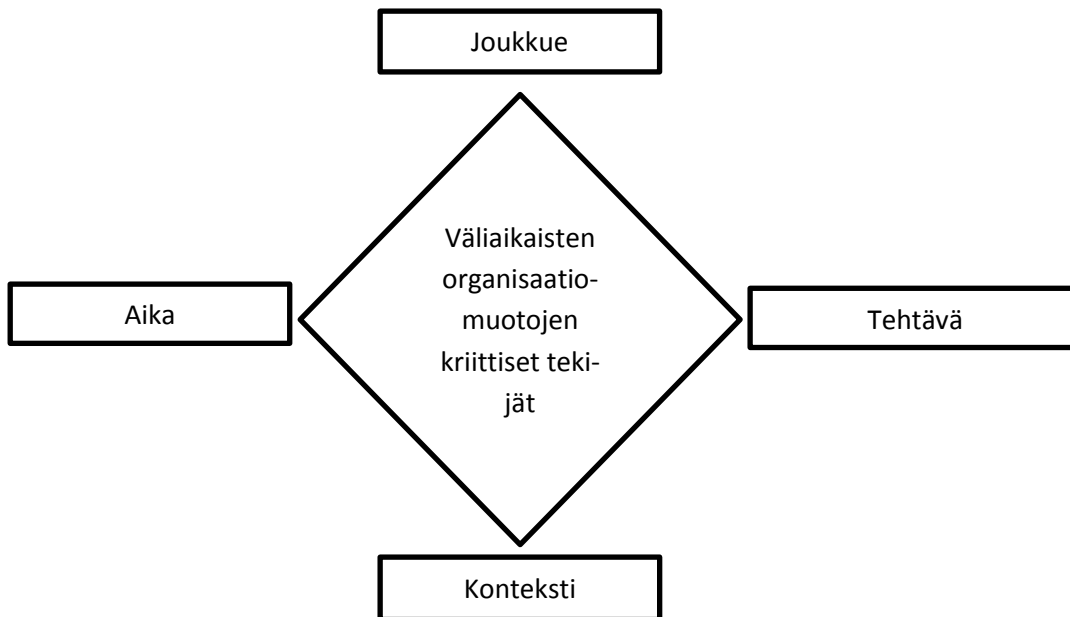 Joukkue
Väliaikaisten
organisaatio-
muotojen
kriittiset teki-
jät
Aika
Tehtävä
Konteksti